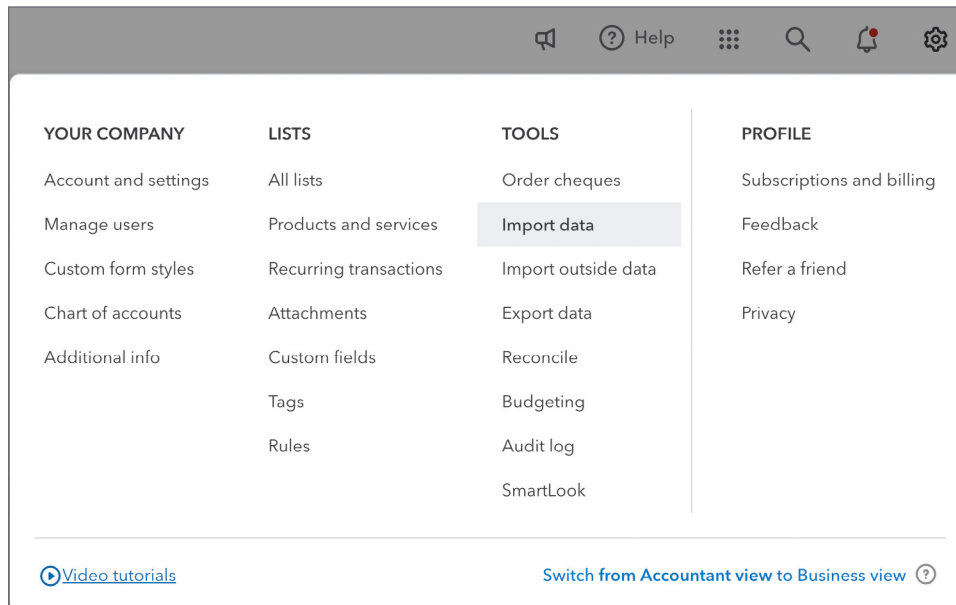 Help
YOUR COMPANY
Account and settings
Manage users
Custom form styles
Chart of accounts
Additional info
LISTS
All lists
Products and services
Recurring transactions
Attachments
Custom fields
Tags
Rules
TOOLS
Order cheques
Import data
Import outside data
Export data
Reconcile
Budgeting
Audit log
SmartLook
PROFILE
Subscriptions and billing
Feedback
Refer a friend
Privacy
Video tutorials
Switch from Accountant view to Business view